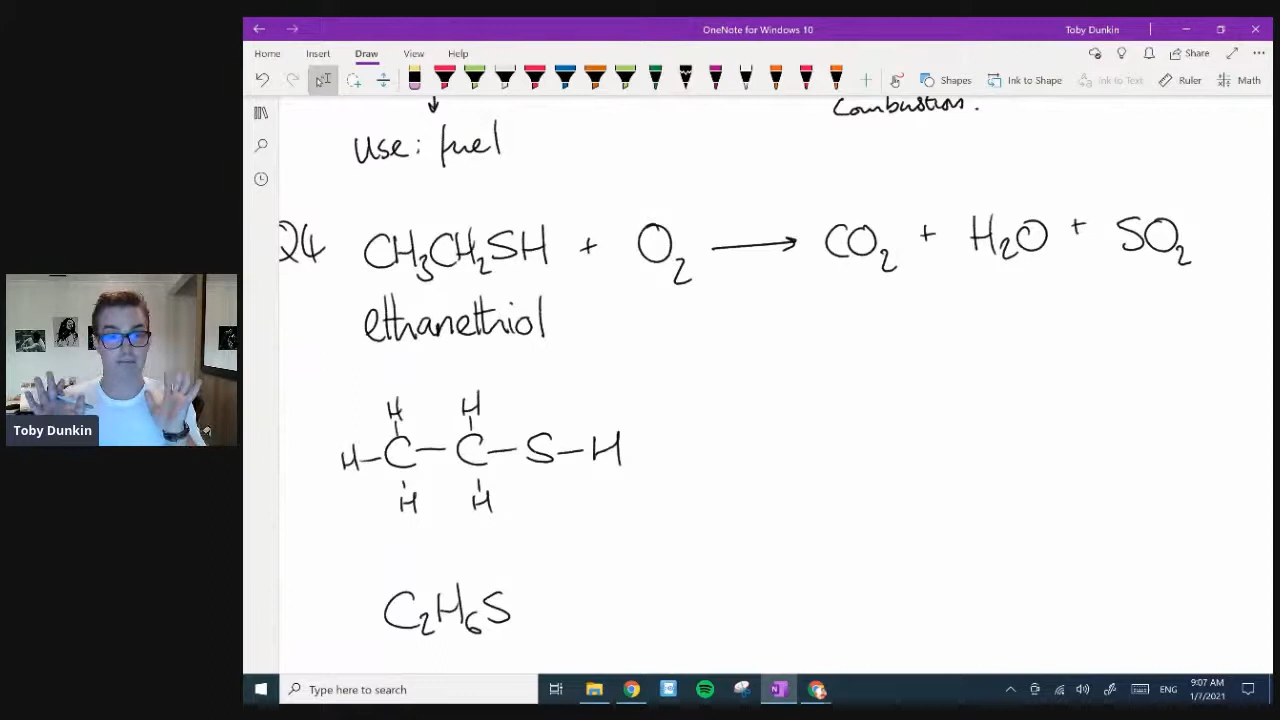 OneNote for Windows 10
Toby Dunkin
Home Insert Draw View Help
Share
Shapes
Ink to Shape
Ink to Text
Ruler
Math
Combustion.
Use: fuel
Q4 CH₃CH₂SH + O₂ → CO₂ + H₂O + SO₂
ethanethiol
H H
H-C-C-S-H
H H
C₂H₆S
Toby Dunkin
Type here to search
ENG
9:07 AM
1/7/2021